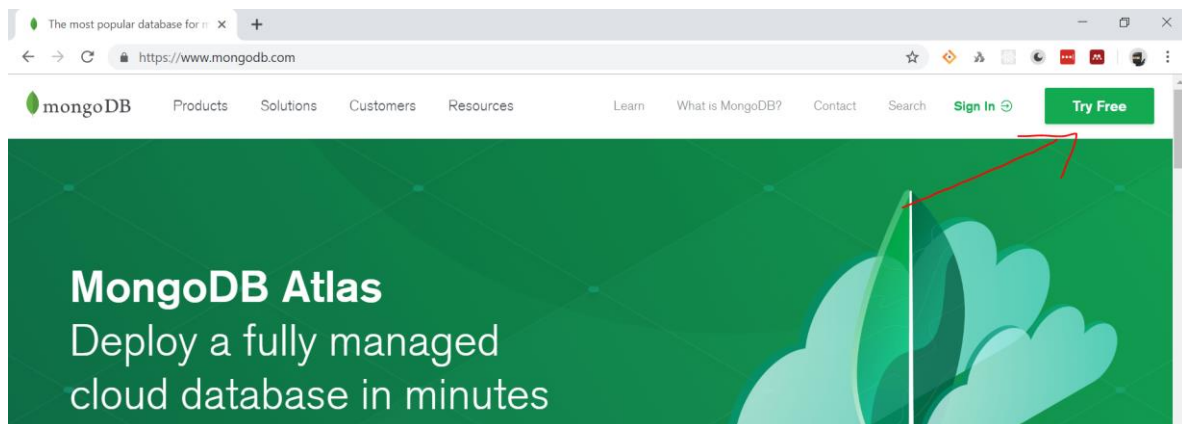 The most popular database for m
https://www.mongodb.com
mongoDB Products Solutions Customers Resources Learn What is MongoDB? Contact Search Sign In Try Free
MongoDB Atlas
Deploy a fully managed
cloud database in minutes